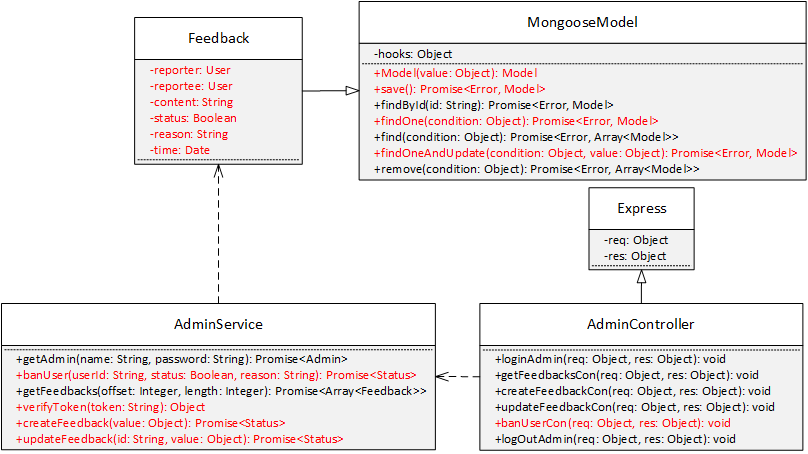 Feedback
-reporter: User
-reportee: User
-content: String
-status: Boolean
-reason: String
-time: Date
MongooseModel
-hooks: Object
+Model(value: Object): Model
+save(): Promise<Error, Model>
+findById(id: String): Promise<Error, Model>
+findOne(condition: Object): Promise<Error, Model>
+find(condition: Object): Promise<Error, Array<Model>>
+findOneAndUpdate(condition: Object, value: Object): Promise<Error, Model>
+remove(condition: Object): Promise<Error, Array<Model>>
Express
-req: Object
-res: Object
AdminService
+getAdmin(name: String, password: String): Promise<Admin>
+banUser(userId: String, status: Boolean, reason: String): Promise<Status>
+getFeedbacks(offset: Integer, length: Integer): Promise<Array<Feedback>>
+verifyToken(token: String): Object
+createFeedback(value: Object): Promise<Status>
+updateFeedback(id: String, value: Object): Promise<Status>
AdminController
+loginAdmin(req: Object, res: Object): void
+getFeedbacksCon(req: Object, res: Object): void
+createFeedbackCon(req: Object, res: Object): void
+updateFeedbackCon(req: Object, res: Object): void
+banUserCon(req: Object, res: Object): void
+logOutAdmin(req: Object, res: Object): void